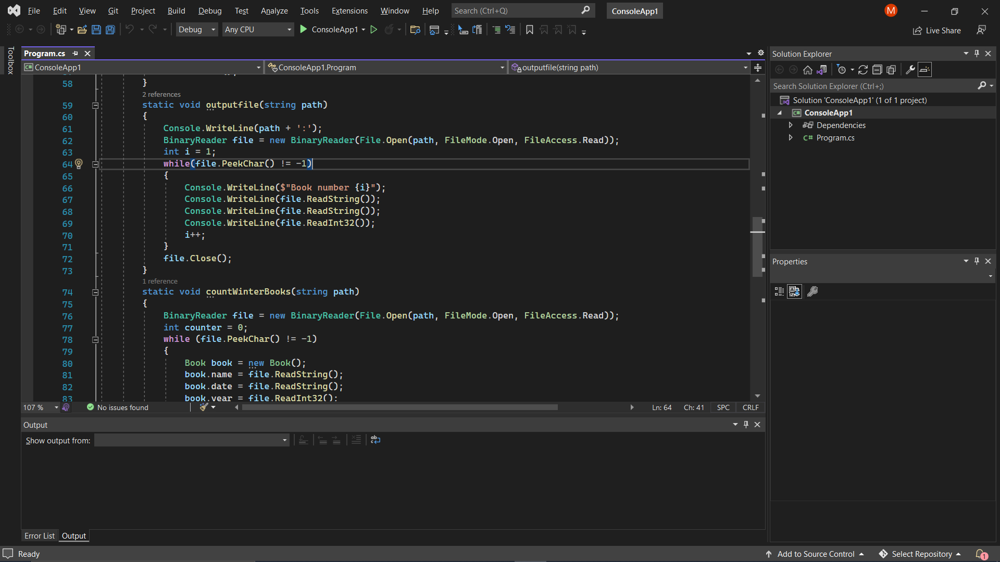 File Edit View Git Project Build Debug Test Analyze Tools Extensions Window Help Search (Ctrl+Q) ConsoleApp1 M
Debug Any CPU ConsoleApp1 Live Share
Toolbox
Program.cs
ConsoleApp1 ConsoleApp1.Program outputfile(string path)
58 }
2 references
59 static void outputfile(string path)
60 {
61 Console.WriteLine(path + ':');
62 BinaryReader file = new BinaryReader(File.Open(path, FileMode.Open, FileAccess.Read));
63 int i = 1;
64 while(file.PeekChar() != -1)
65 {
66 Console.WriteLine($"Book number {i}");
67 Console.WriteLine(file.ReadString());
68 Console.WriteLine(file.ReadString());
69 Console.WriteLine(file.ReadInt32());
70 i++;
71 }
72 file.Close();
73 }
1 reference
74 static void countWinterBooks(string path)
75 {
76 BinaryReader file = new BinaryReader(File.Open(path, FileMode.Open, FileAccess.Read));
77 int counter = 0;
78 while (file.PeekChar() != -1)
79 {
80 Book book = new Book();
81 book.name = file.ReadString();
82 book.date = file.ReadString();
83 book.year = file.ReadInt32();
107 % No issues found Ln: 64 Ch: 41 SPC CRLF
Output
Show output from:
Error List Output
Solution Explorer
Search Solution Explorer (Ctrl+;)
Solution 'ConsoleApp1' (1 of 1 project)
C# ConsoleApp1
Dependencies
C# Program.cs
Properties
Ready Add to Source Control Select Repository 1